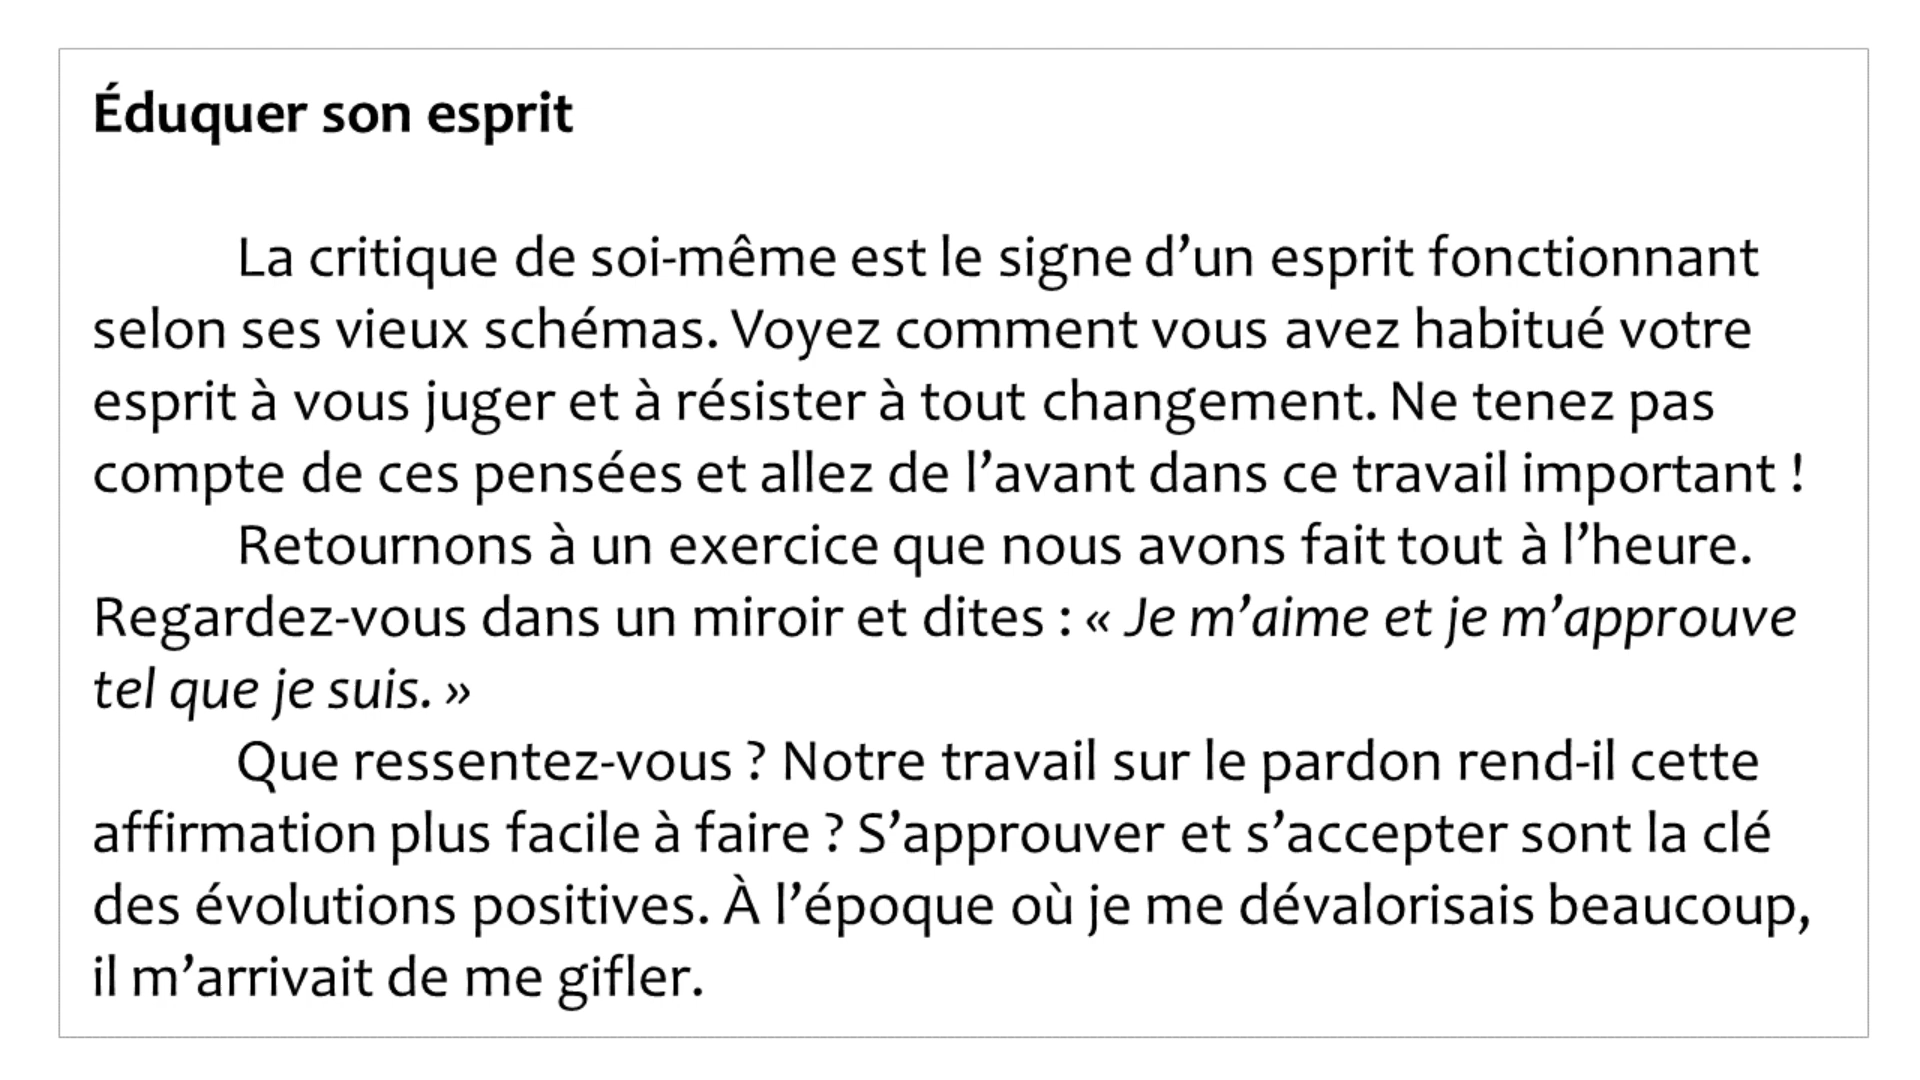 Éduquer son esprit
La critique de soi-même est le signe d’un esprit fonctionnant
selon ses vieux schémas. Voyez comment vous avez habitué votre
esprit à vous juger et à résister à tout changement. Ne tenez pas
compte de ces pensées et allez de l’avant dans ce travail important !
Retournons à un exercice que nous avons fait tout à l’heure.
Regardez-vous dans un miroir et dites : « Je m’aime et je m’approuve
tel que je suis. »
Que ressentez-vous ? Notre travail sur le pardon rend-il cette
affirmation plus facile à faire ? S’approuver et s’accepter sont la clé
des évolutions positives. À l’époque où je me dévalorisais beaucoup,
il m’arrivait de me gifler.